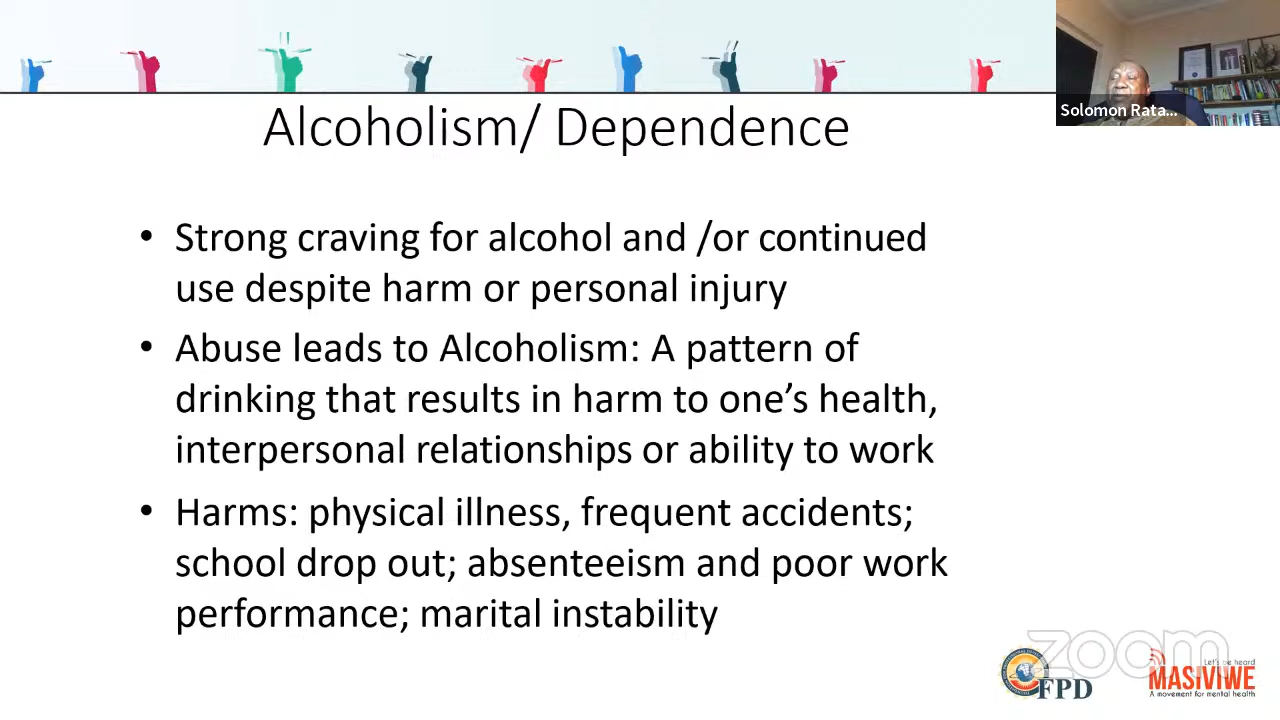 Solomon Rata...
Alcoholism/ Dependence
• Strong craving for alcohol and /or continued
use despite harm or personal injury
• Abuse leads to Alcoholism: A pattern of
drinking that results in harm to one’s health,
interpersonal relationships or ability to work
• Harms: physical illness, frequent accidents;
school drop out; absenteeism and poor work
performance; marital instability
zoom
FPD
Let's be heard
MASIVIWE
A movement for mental health